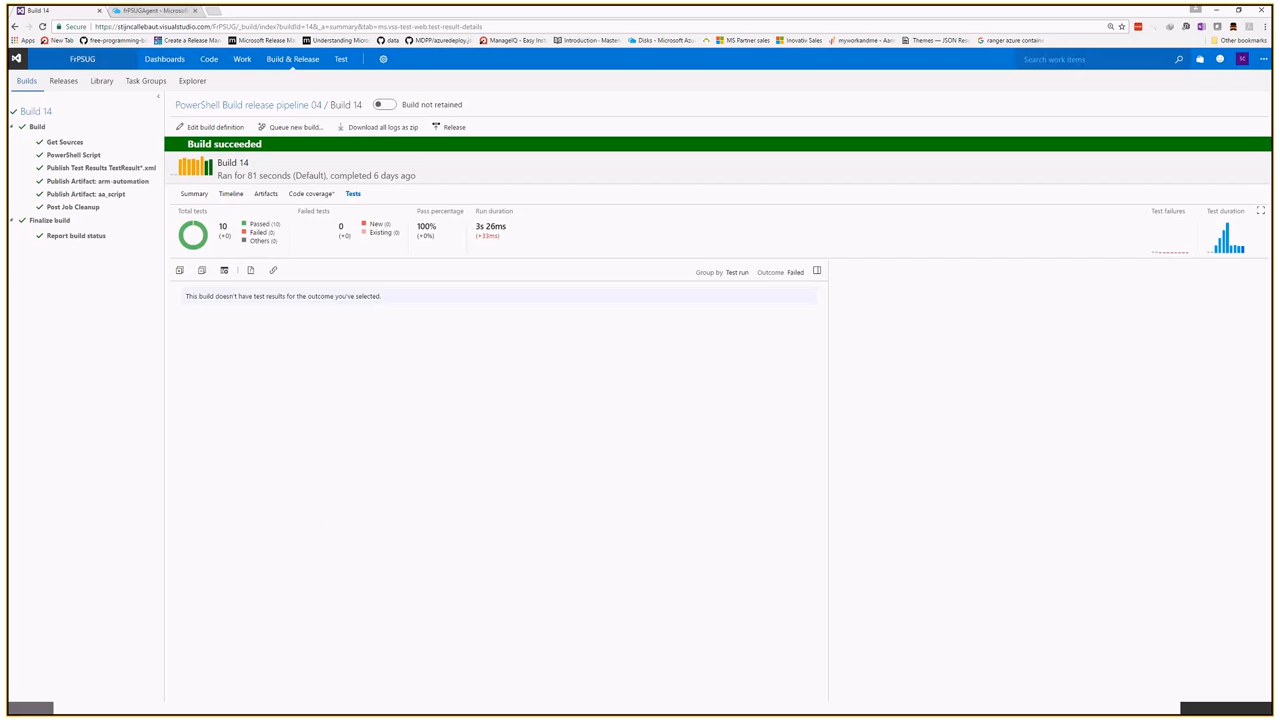 Build 14
FrPSUGAgent - Microsoft
Secure
https://stijncallebaut.visualstudio.com/FrPSUG/_build/index?buildId=14&_a=summary&tab=ms.vss-test-web.test-result-details
Apps New Tab free-programming-b Create a Release Man Microsoft Release Ma Understanding Micros data MDPP/azuredeploy.js ManageIQ - Easy Inst Introduction - Master Disks - Microsoft Azu MS Partner sales Inovativ Sales myworkand - Aan Themes — JSON Res ranger azure containe Other bookmarks
FrPSUG Dashboards Code Work Build & Release Test Search work items SC
Builds Releases Library Task Groups Explorer
Build 14
Build
Get Sources
PowerShell Script
Publish Test Results TestResult*.xml
Publish Artifact: arm-automation
Publish Artifact: aa_script
Post Job Cleanup
Finalize build
Report build status
PowerShell Build release pipeline 04 / Build 14 Build not retained
Edit build definition Queue new build... Download all logs as zip Release
Build succeeded
Build 14
Ran for 81 seconds (Default), completed 6 days ago
Summary Timeline Artifacts Code coverage* Tests
Total tests
10
(+0)
Passed (10)
Failed (0)
Others (0)
Failed tests
0
(+0)
New (0)
Existing (0)
Pass percentage
100%
(+0%)
Run duration
3s 26ms
(+33ms)
Test failures
Test duration
Group by Test run Outcome Failed
This build doesn't have test results for the outcome you've selected.